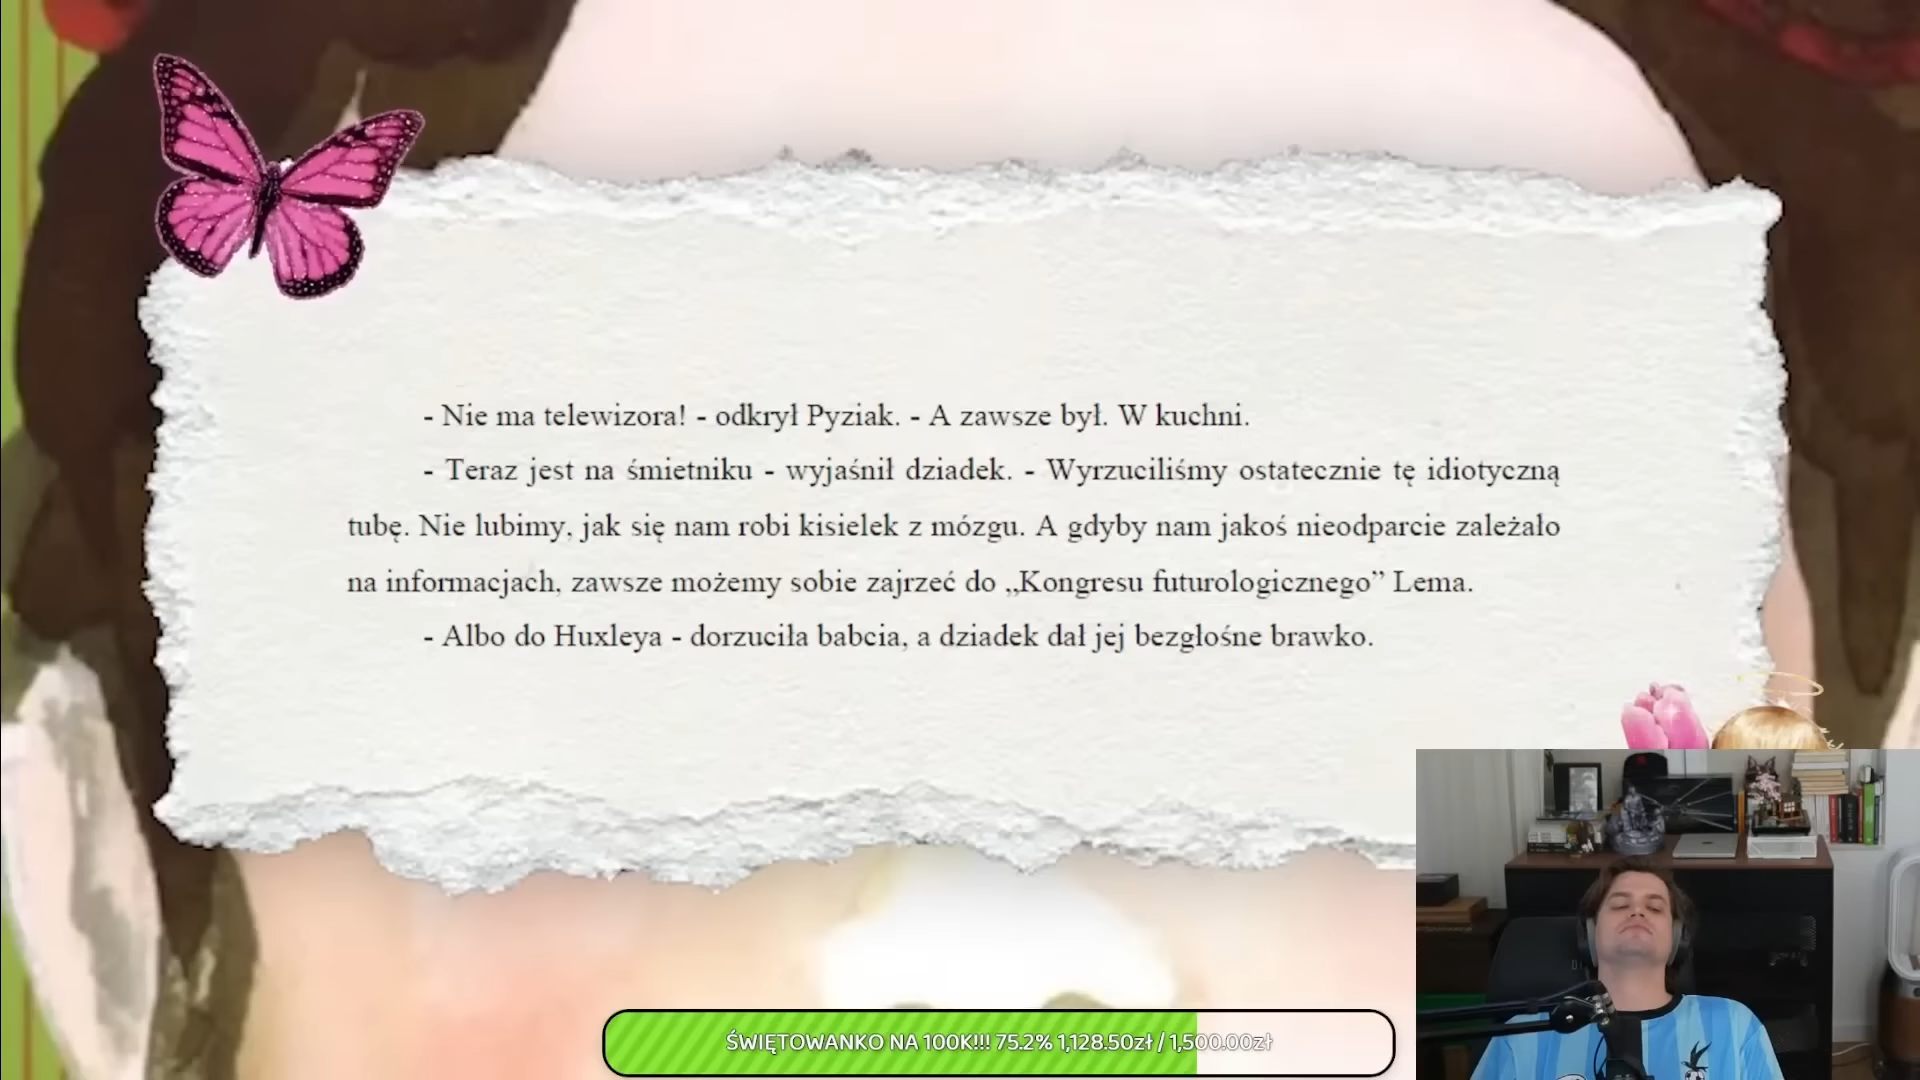 - Nie ma telewizora! - odkrył Pyziak. - A zawsze był. W kuchni.
- Teraz jest na śmietniku - wyjaśnił dziadek. - Wyrzuciliśmy ostatecznie tę idiotyczną
tubę. Nie lubimy, jak się nam robi kisielek z mózgu. A gdyby nam jakoś nieodparcie zależało
na informacjach, zawsze możemy sobie zajrzeć do „Kongresu futurologicznego” Lema.
- Albo do Huxleya - dorzuciła babcia, a dziadek dał jej bezgłośne brawko.
ŚWIĘTOWANKO NA 100K!!! 75.2% 1,128.50zł / 1,500.00zł